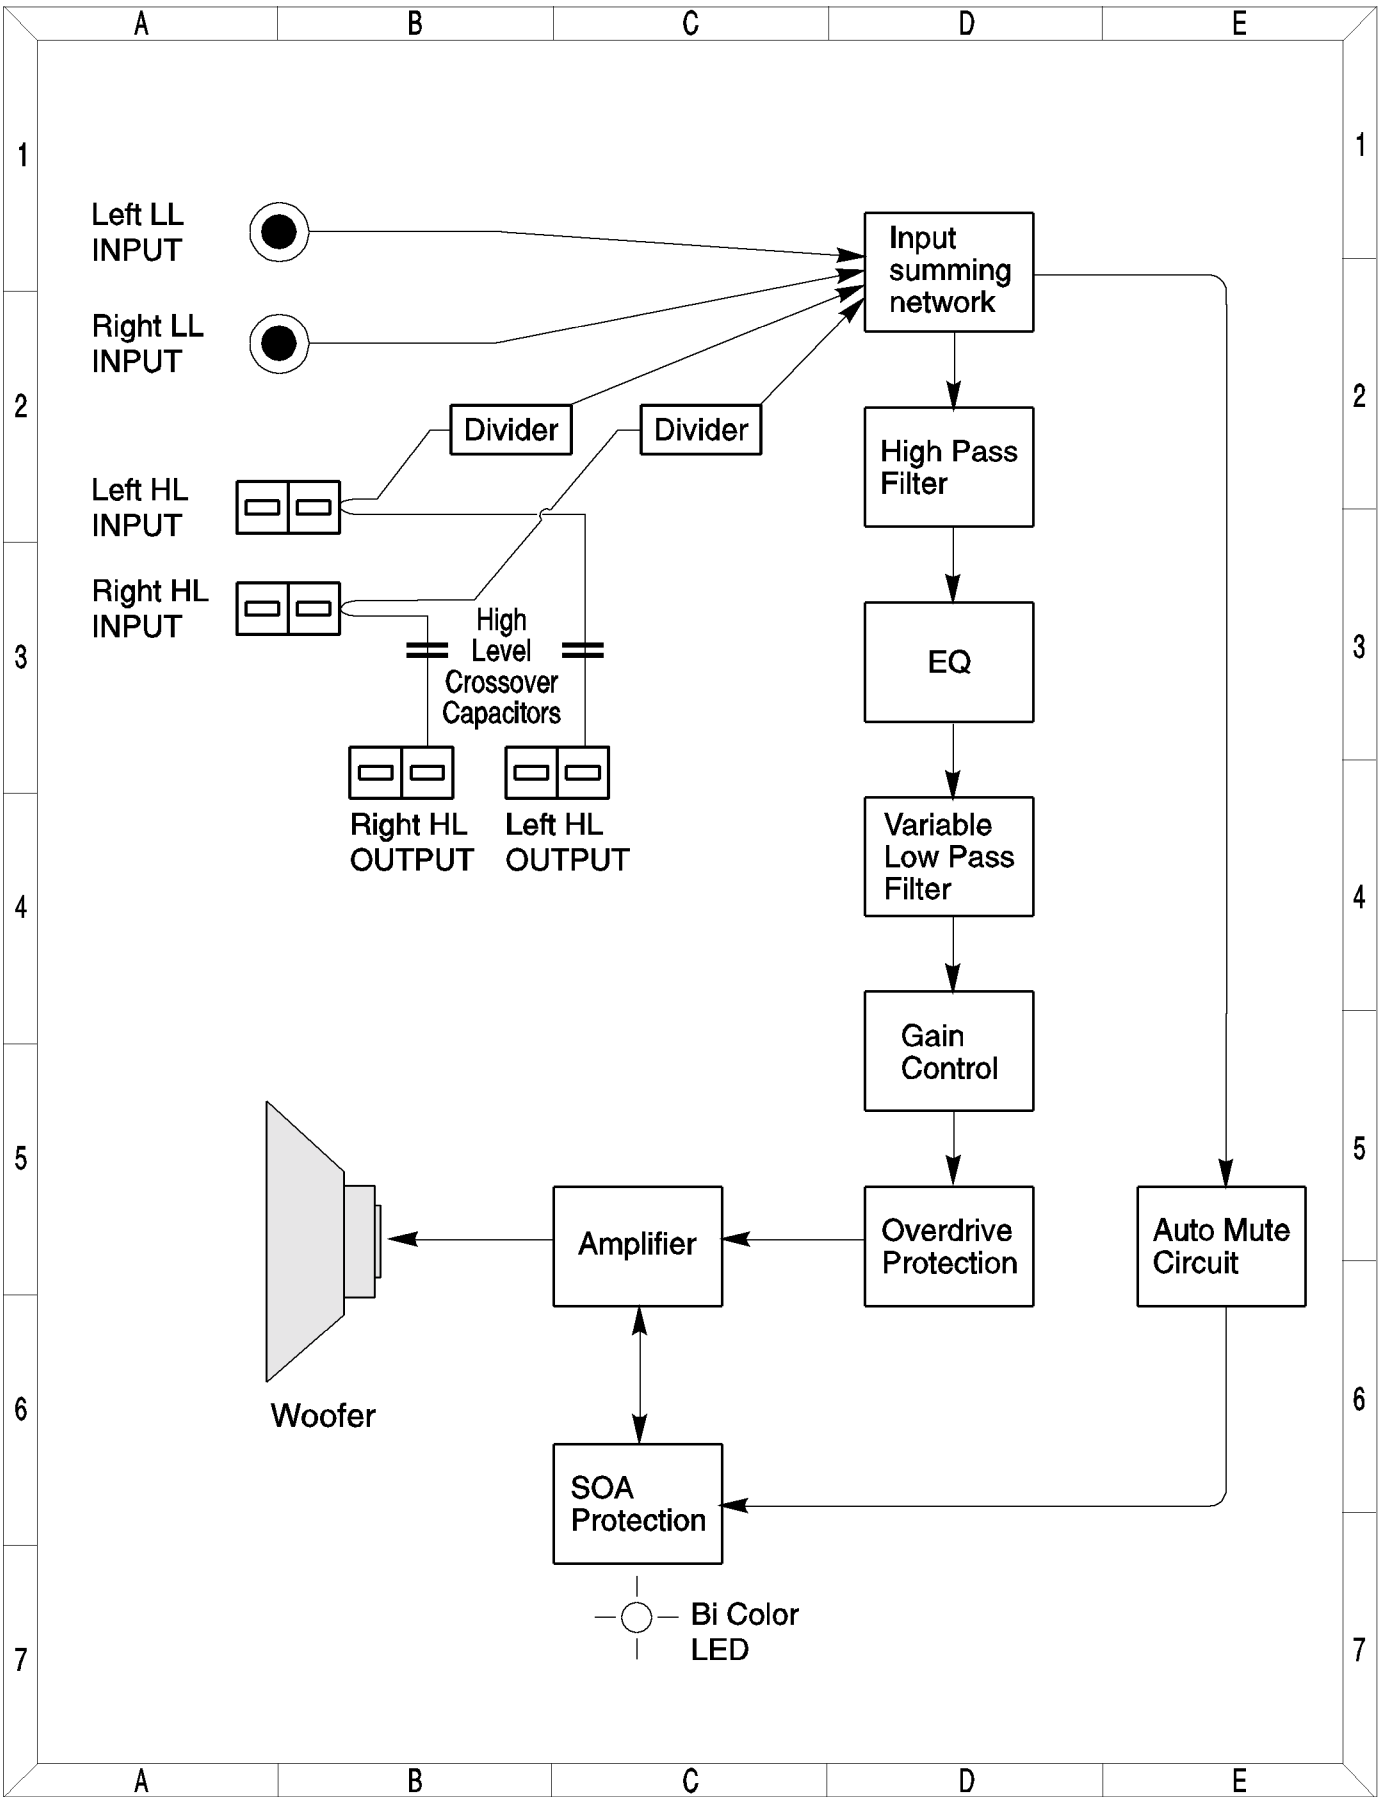 A B C D E
1 1
Left LL
INPUT
Input
summing
network
Right LL
INPUT
2 2
Divider Divider
High Pass
Filter
Left HL
INPUT
Right HL
INPUT
High
Level
Crossover
Capacitors
3 3
EQ
Right HL
OUTPUT
Left HL
OUTPUT
Variable
Low Pass
Filter
4 4
Gain
Control
5 5
Amplifier
Overdrive
Protection
Auto Mute
Circuit
6 6
Woofer
SOA
Protection
Bi Color
LED
7 7
A B C D E